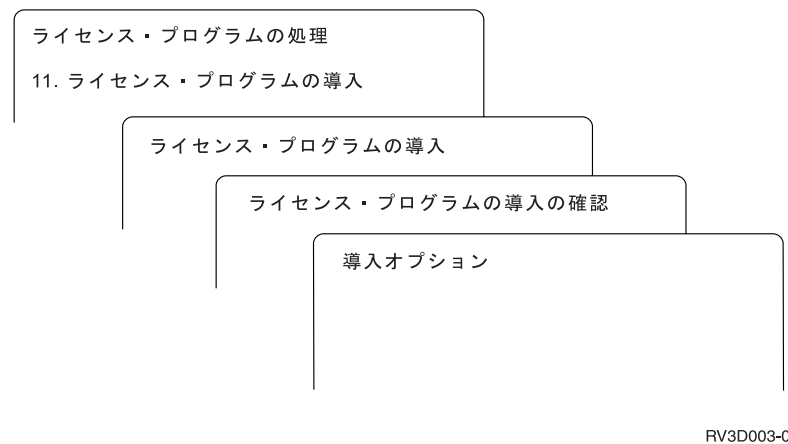 ライセンス・プログラムの処理
11. ライセンス・プログラムの導入
ライセンス・プログラムの導入
ライセンス・プログラムの導入の確認
導入オプション
RV3D003-0